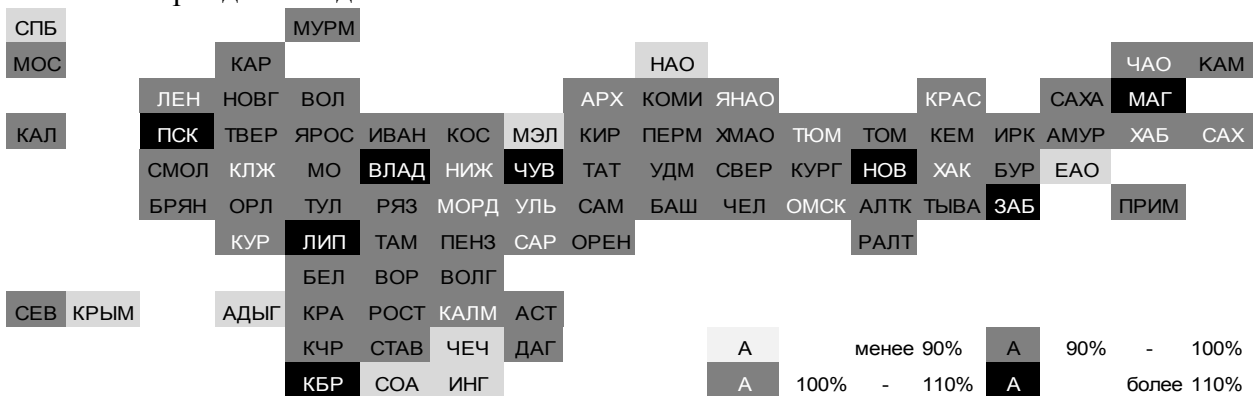 СПБ МУРМ
МОС КАР НАО ЧАО КАМ
ЛЕН НОВГ ВОЛ АРХ КОМИ ЯНАО КРАС САХА МАГ
КАЛ ПСК ТВЕР ЯРОС ИВАН КОС МЭЛ КИР ПЕРМ ХМАО ТЮМ ТОМ КЕМ ИРК АМУР ХАБ САХ
СМОЛ КЛЖ МО ВЛАД НИЖ ЧУВ ТАТ УДМ СВЕР КУРГ НОВ ХАК БУР ЕАО
БРЯН ОРЛ ТУЛ РЯЗ МОРД УЛЬ САМ БАШ ЧЕЛ ОМСК АЛТК ТЫВА ЗАБ ПРИМ
КУР ЛИП ТАМ ПЕНЗ САР ОРЕН РАЛТ
БЕЛ ВОР ВОЛГ
СЕВ КРЫМ АДЫГ КРА РОСТ КАЛМ АСТ
КЧР СТАВ ЧЕЧ ДАГ А менее 90% А 90% - 100%
КБР СОА ИНГ А 100% - 110% А более 110%